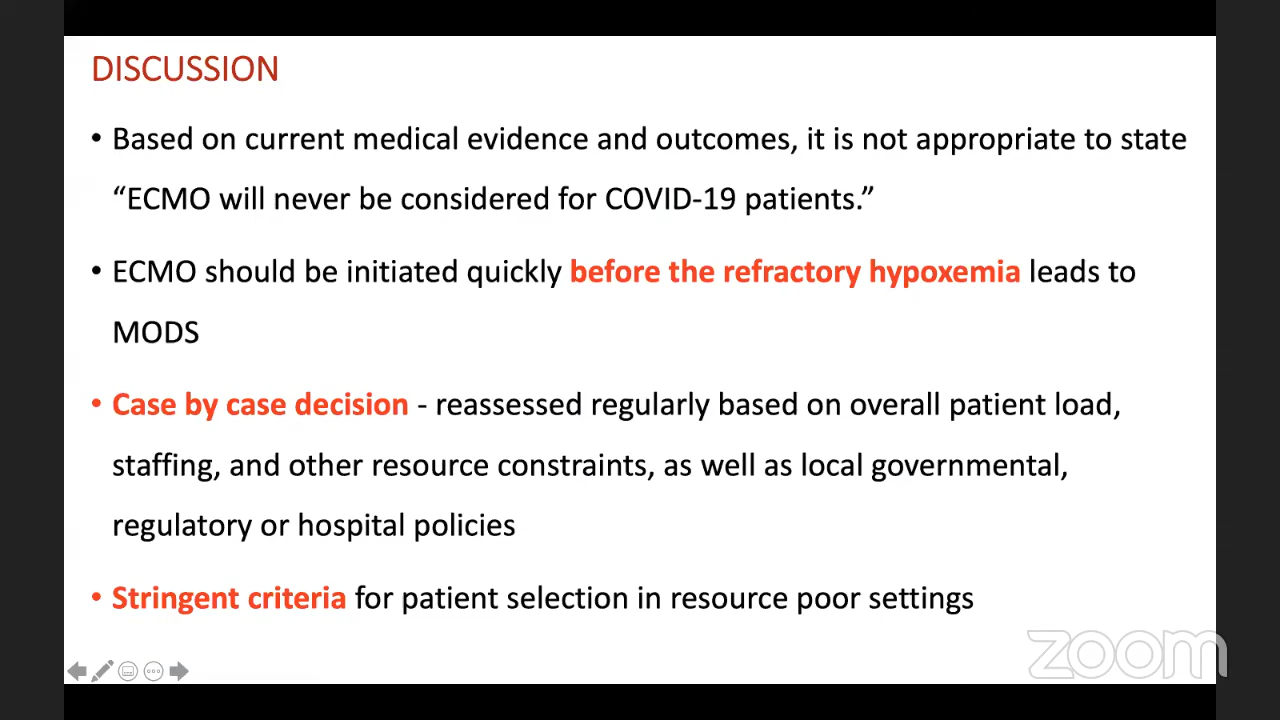 DISCUSSION
• Based on current medical evidence and outcomes, it is not appropriate to state
“ECMO will never be considered for COVID-19 patients.”
• ECMO should be initiated quickly before the refractory hypoxemia leads to
MODS
• Case by case decision - reassessed regularly based on overall patient load,
staffing, and other resource constraints, as well as local governmental,
regulatory or hospital policies
• Stringent criteria for patient selection in resource poor settings
zoom